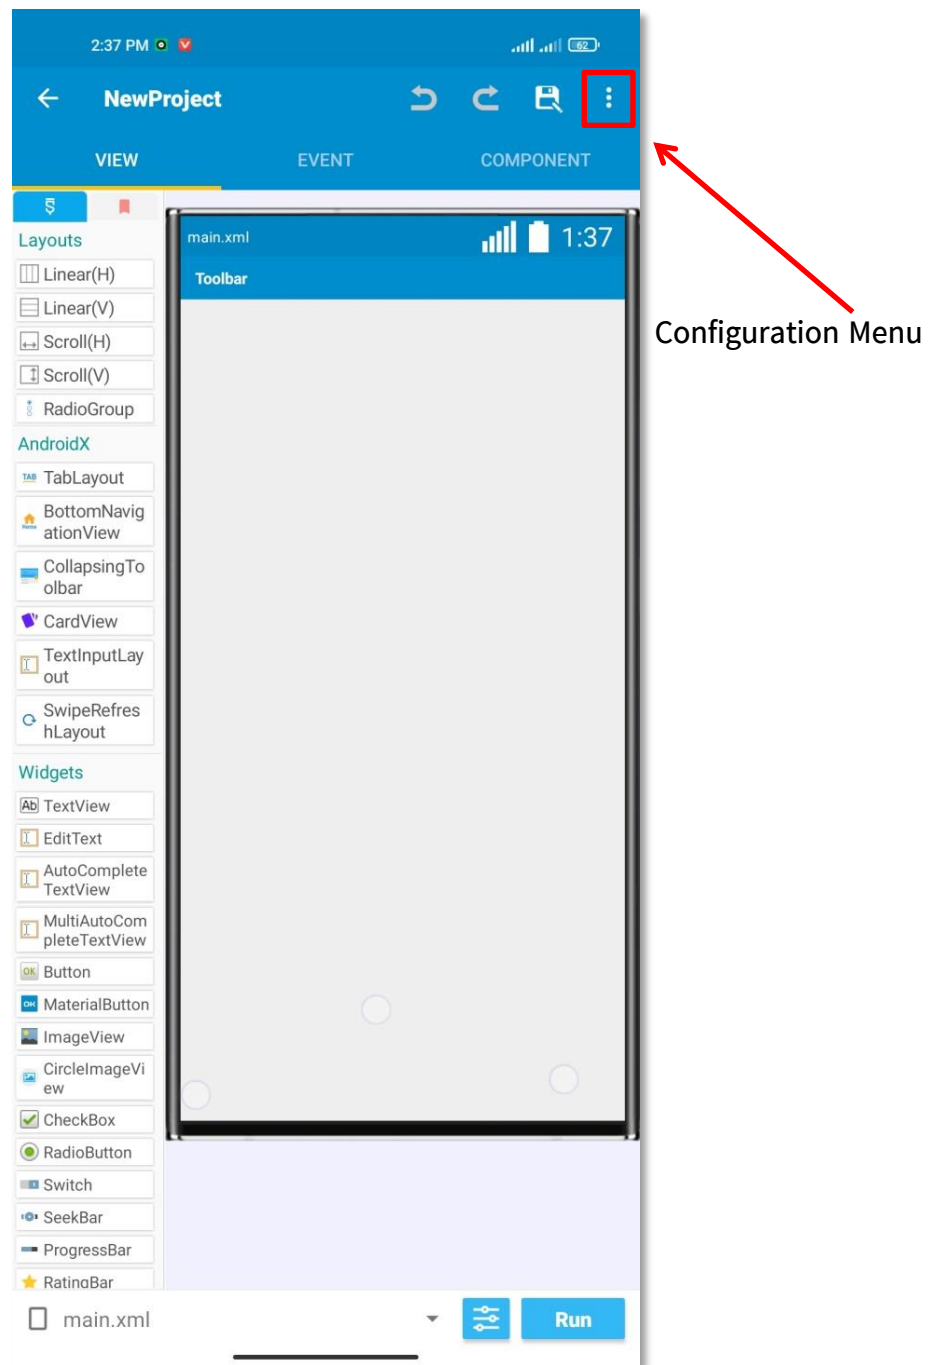 2:37 PM
62
NewProject
VIEW
EVENT
COMPONENT
Layouts
Linear(H)
Linear(V)
Scroll(H)
Scroll(V)
RadioGroup
AndroidX
TAB TabLayout
BottomNavig
ationView
CollapsingTo
olbar
CardView
TextInputLay
out
SwipeRefres
hLayout
Widgets
Ab TextView
EditText
AutoComplete
TextView
MultiAutoCom
pleteTextView
OK Button
OK MaterialButton
ImageView
CircleImageVi
ew
CheckBox
RadioButton
Switch
SeekBar
ProgressBar
RatingBar
main.xml
1:37
Toolbar
Configuration Menu
main.xml
Run